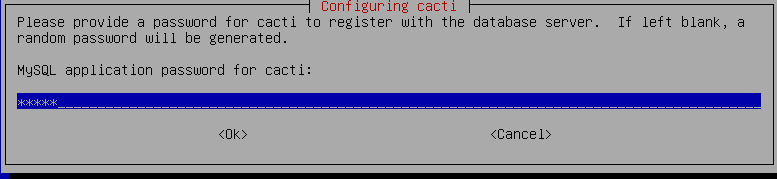 Configuring cacti
Please provide a password for cacti to register with the database server.  If left blank, a
random password will be generated.
MySQL application password for cacti:
*****
<Ok>
<Cancel>